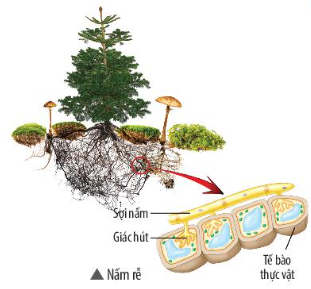 Sợi nấm
Giác hút
Tế bào
thực vật
▲ Nấm rễ